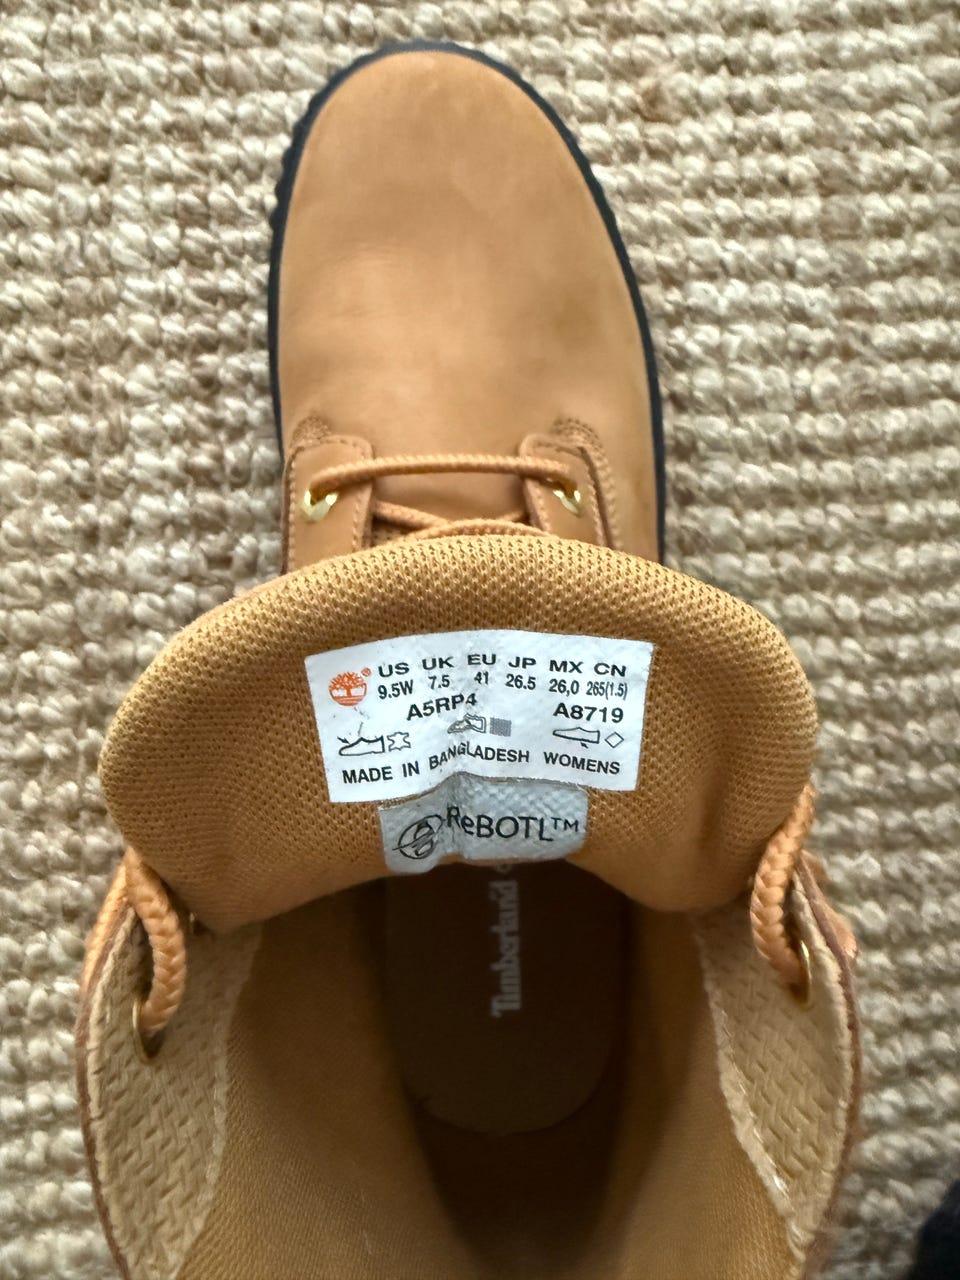 US UK EU JP MX CN
9.5W 7.5 41 26.5 26,0 265(1.5)
A5RP4 A8719
MADE IN BANGLADESH WOMENS
ReBOTL™
Timberland